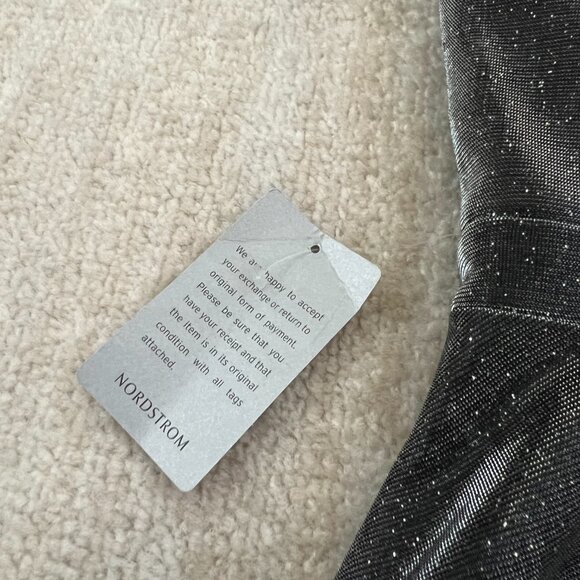 We are happy to accept
your exchange or return to
original form of payment.
Please be sure that you
have your receipt and that
the item is in its original
condition with all tags
attached.
NORDSTROM